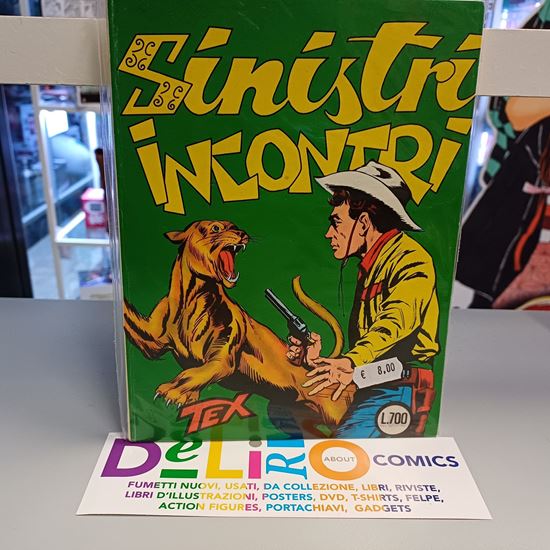 Sinistri
INCONTRI
€ 8,00
TEX
L.700
DeLiRiO ABOUT COMICS
FUMETTI NUOVI, USATI, DA COLLEZIONE, LIBRI, RIVISTE,
LIBRI D'ILLUSTRAZIONI, POSTERS, DVD, T-SHIRTS, FELPE,
ACTION FIGURES, PORTACHIAVI, GADGETS